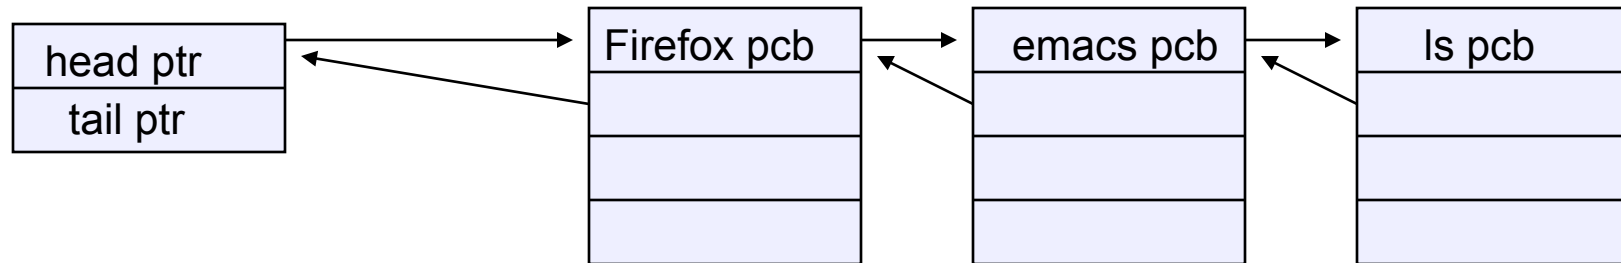 head ptr
tail ptr
Firefox pcb
emacs pcb
ls pcb